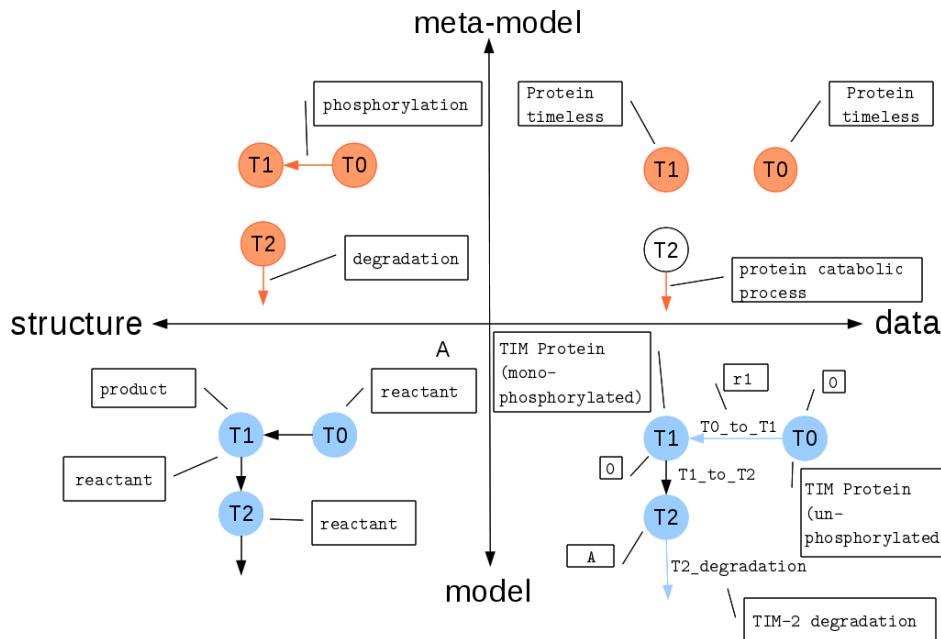 meta-model
phosphorylation
T1
T0
T2
degradation
Protein
timeless
Protein
timeless
T1
T0
T2
protein catabolic
process
structure
data
A
product
reactant
T1
T0
reactant
T2
reactant
TIM Protein
(mono-
phosphorylated)
r1
0
T1
T0_to_T1
T0
0
T1_to_T2
TIM Protein
(un-
phosphorylated
T2
A
T2_degradation
TIM-2 degradation
model